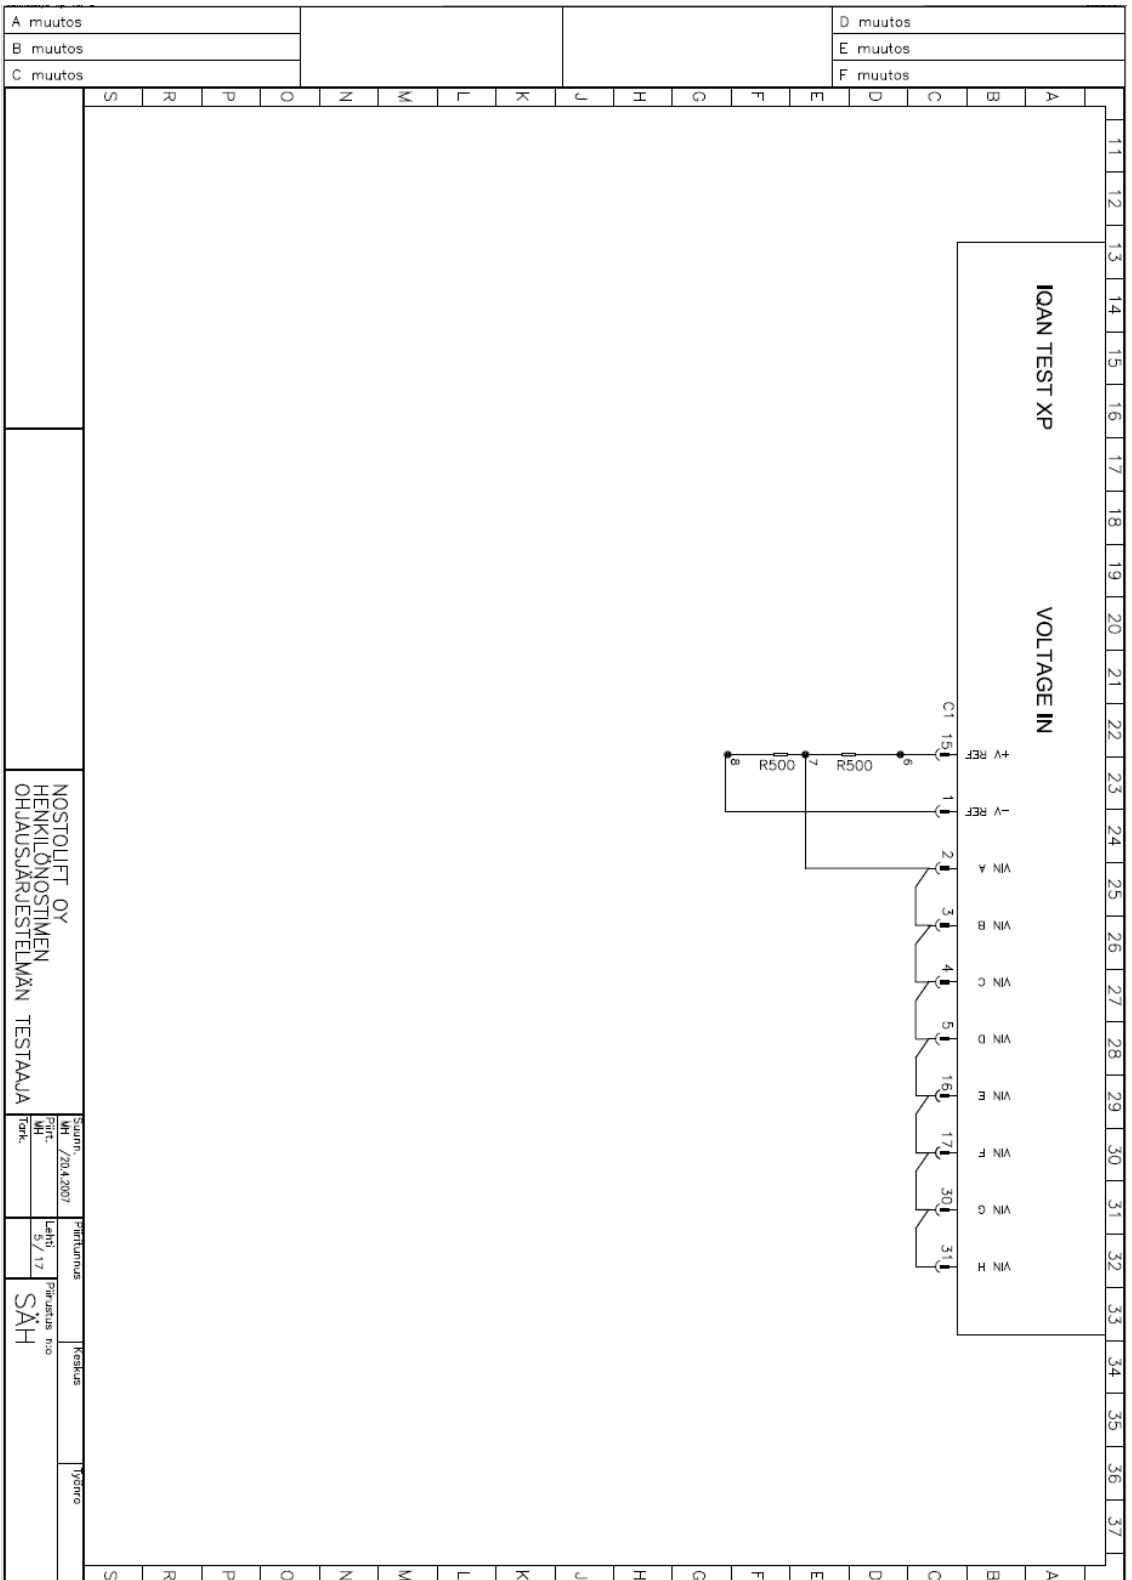 A muutos
B muutos
C muutos
D muutos
E muutos
F muutos
S R P O N M L K J H G F E D C B A
11
12
13
14
15
16
17
18
19
20
21
22
23
24
25
26
27
28
29
30
31
32
33
34
35
36
37
IQAN TEST XP
VOLTAGE IN
C1
15 +V REF
1 -V REF
2 VIN A
3 VIN B
4 VIN C
5 VIN D
16 VIN E
17 VIN F
30 VIN G
31 VIN H
8 R500 7 R500 6
NOSTOLIFT OY
HENKILÖNOSTIMEN
OHJAUSJÄRJESTELMÄN TESTAAJA
Suunn.
MH /20.4.2007
Piirt.
MH
Tark.
Piiritunnus
Keskus
Työnro
Lehti
5/17
Piirustus n:o
SÄH
S R P O N M L K J H G F E D C B A